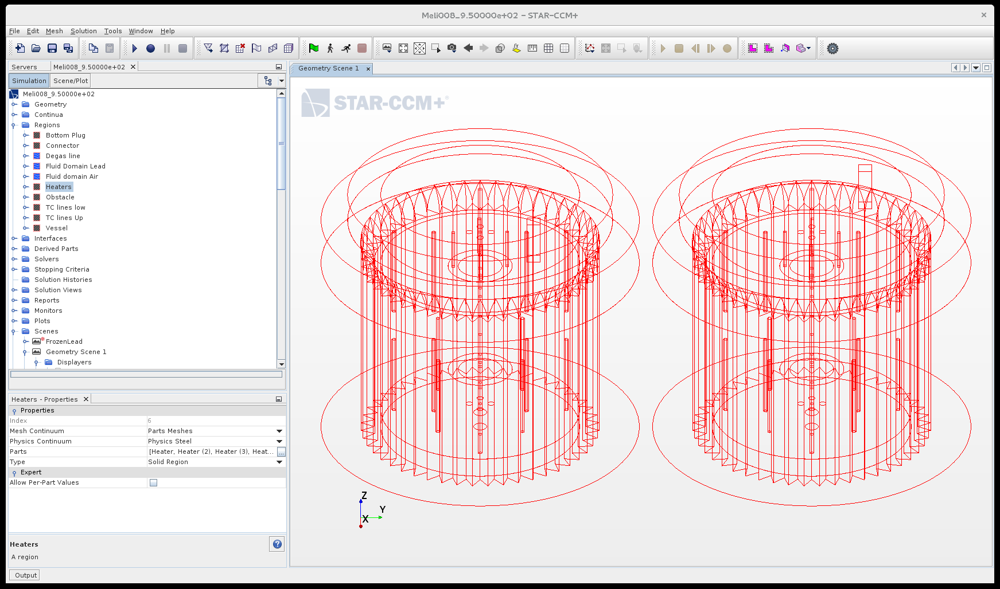 Meli008_9.50000e+02 - STAR-CCM+
File Edit Mesh Solution Tools Window Help
Servers Meli008_9.50000e+02
Simulation Scene/Plot
Meli008_9.50000e+02
Geometry
Continua
Regions
Bottom Plug
Connector
Degas line
Fluid Domain Lead
Fluid domain Air
Heaters
Obstacle
TC lines low
TC lines Up
Vessel
Interfaces
Derived Parts
Solvers
Stopping Criteria
Solution Histories
Solution Views
Reports
Monitors
Plots
Scenes
FrozenLead
Geometry Scene 1
Displayers
Heaters - Properties
Properties
Index 6
Mesh Continuum Parts Meshes
Physics Continuum Physics Steel
Parts [Heater, Heater (2), Heater (3), Heat... ...
Type Solid Region
Expert
Allow Per-Part Values
Heaters
A region
Output
Geometry Scene 1
STAR-CCM+®
Z
Y
X